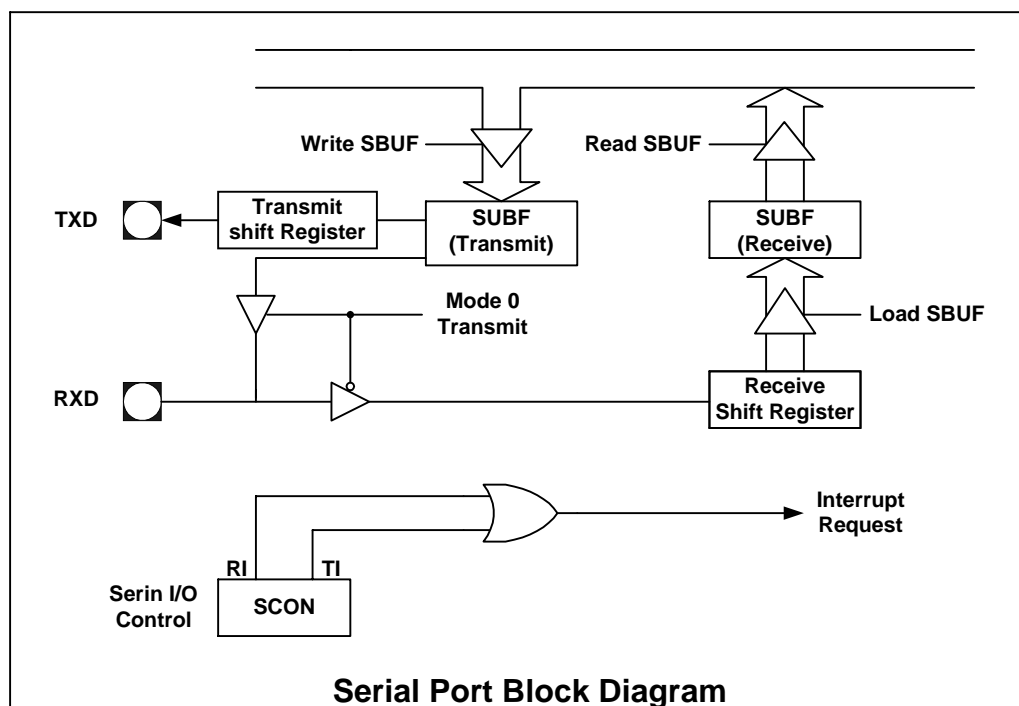 Write SBUF
Read SBUF
TXD
Transmit
shift Register
SUBF
(Transmit)
SUBF
(Receive)
Mode 0
Transmit
Load SBUF
RXD
Receive
Shift Register
Interrupt
Request
RI
TI
Serin I/O
Control
SCON
Serial Port Block Diagram